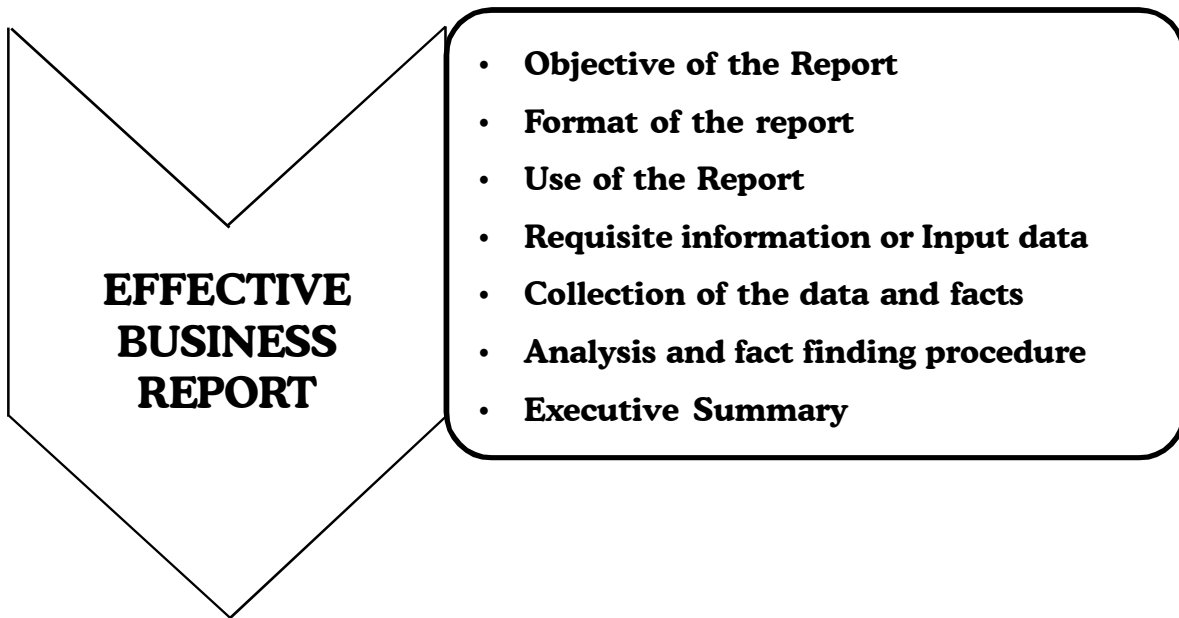 EFFECTIVE
BUSINESS
REPORT
• Objective of the Report
• Format of the report
• Use of the Report
• Requisite information or Input data
• Collection of the data and facts
• Analysis and fact finding procedure
• Executive Summary